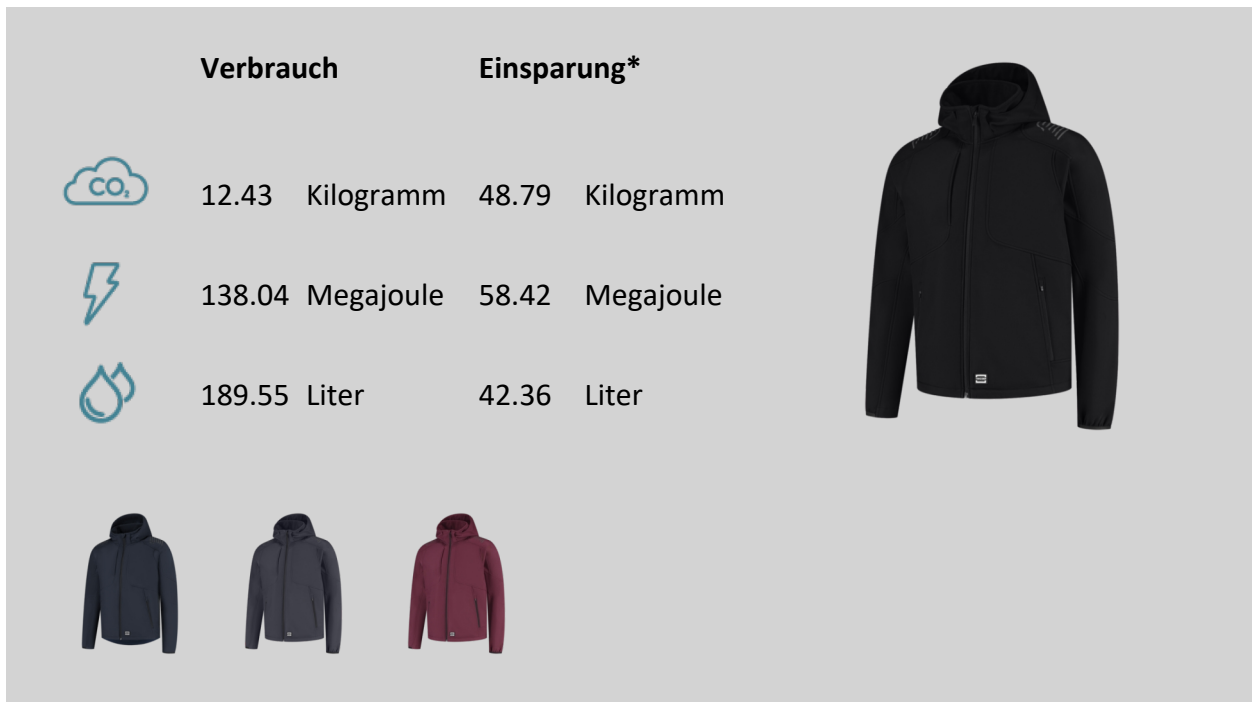 Verbrauch Einsparung*
CO₂
12.43 Kilogramm 48.79 Kilogramm
138.04 Megajoule 58.42 Megajoule
189.55 Liter 42.36 Liter